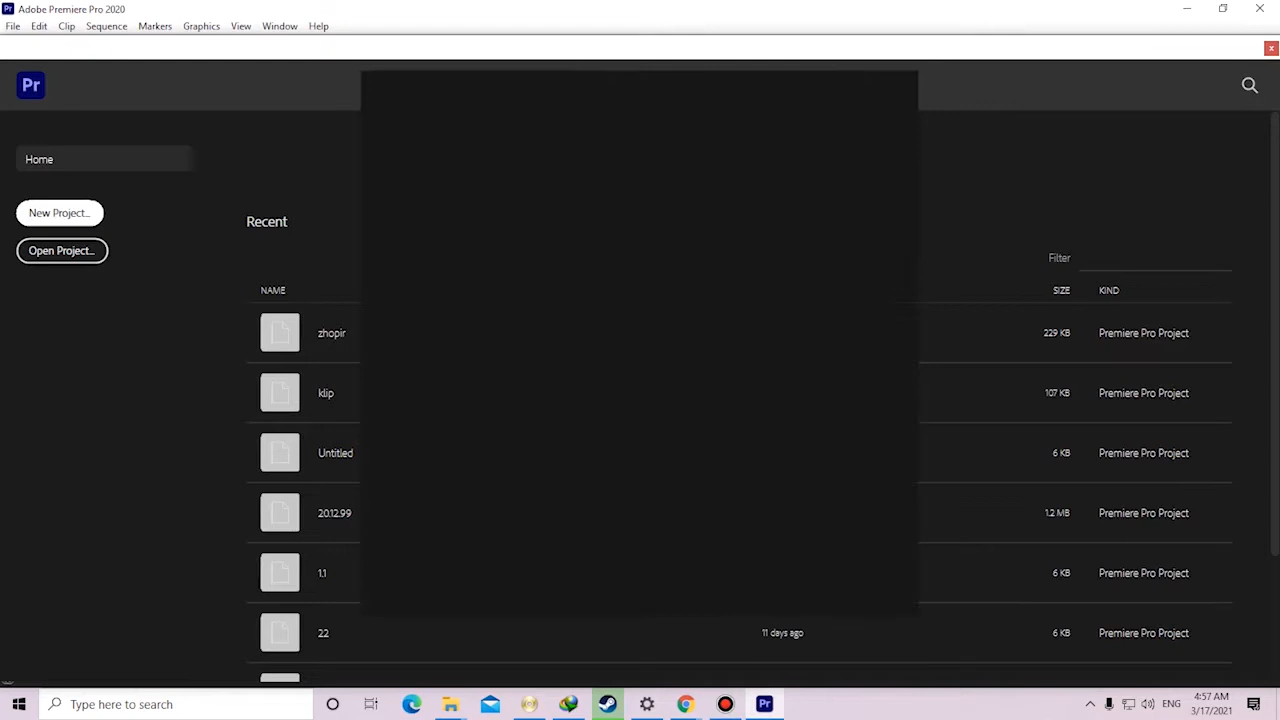 Pr Adobe Premiere Pro 2020
File Edit Clip Sequence Markers Graphics View Window Help
x
Pr
Home
New Project...
Open Project...
Recent
Filter
NAME SIZE KIND
zhopir 229 KB Premiere Pro Project
klip 107 KB Premiere Pro Project
Untitled 6 KB Premiere Pro Project
20.12.99 1.2 MB Premiere Pro Project
1.1 6 KB Premiere Pro Project
22 11 days ago 6 KB Premiere Pro Project
Type here to search Pr ENG 4:57 AM
3/17/2021